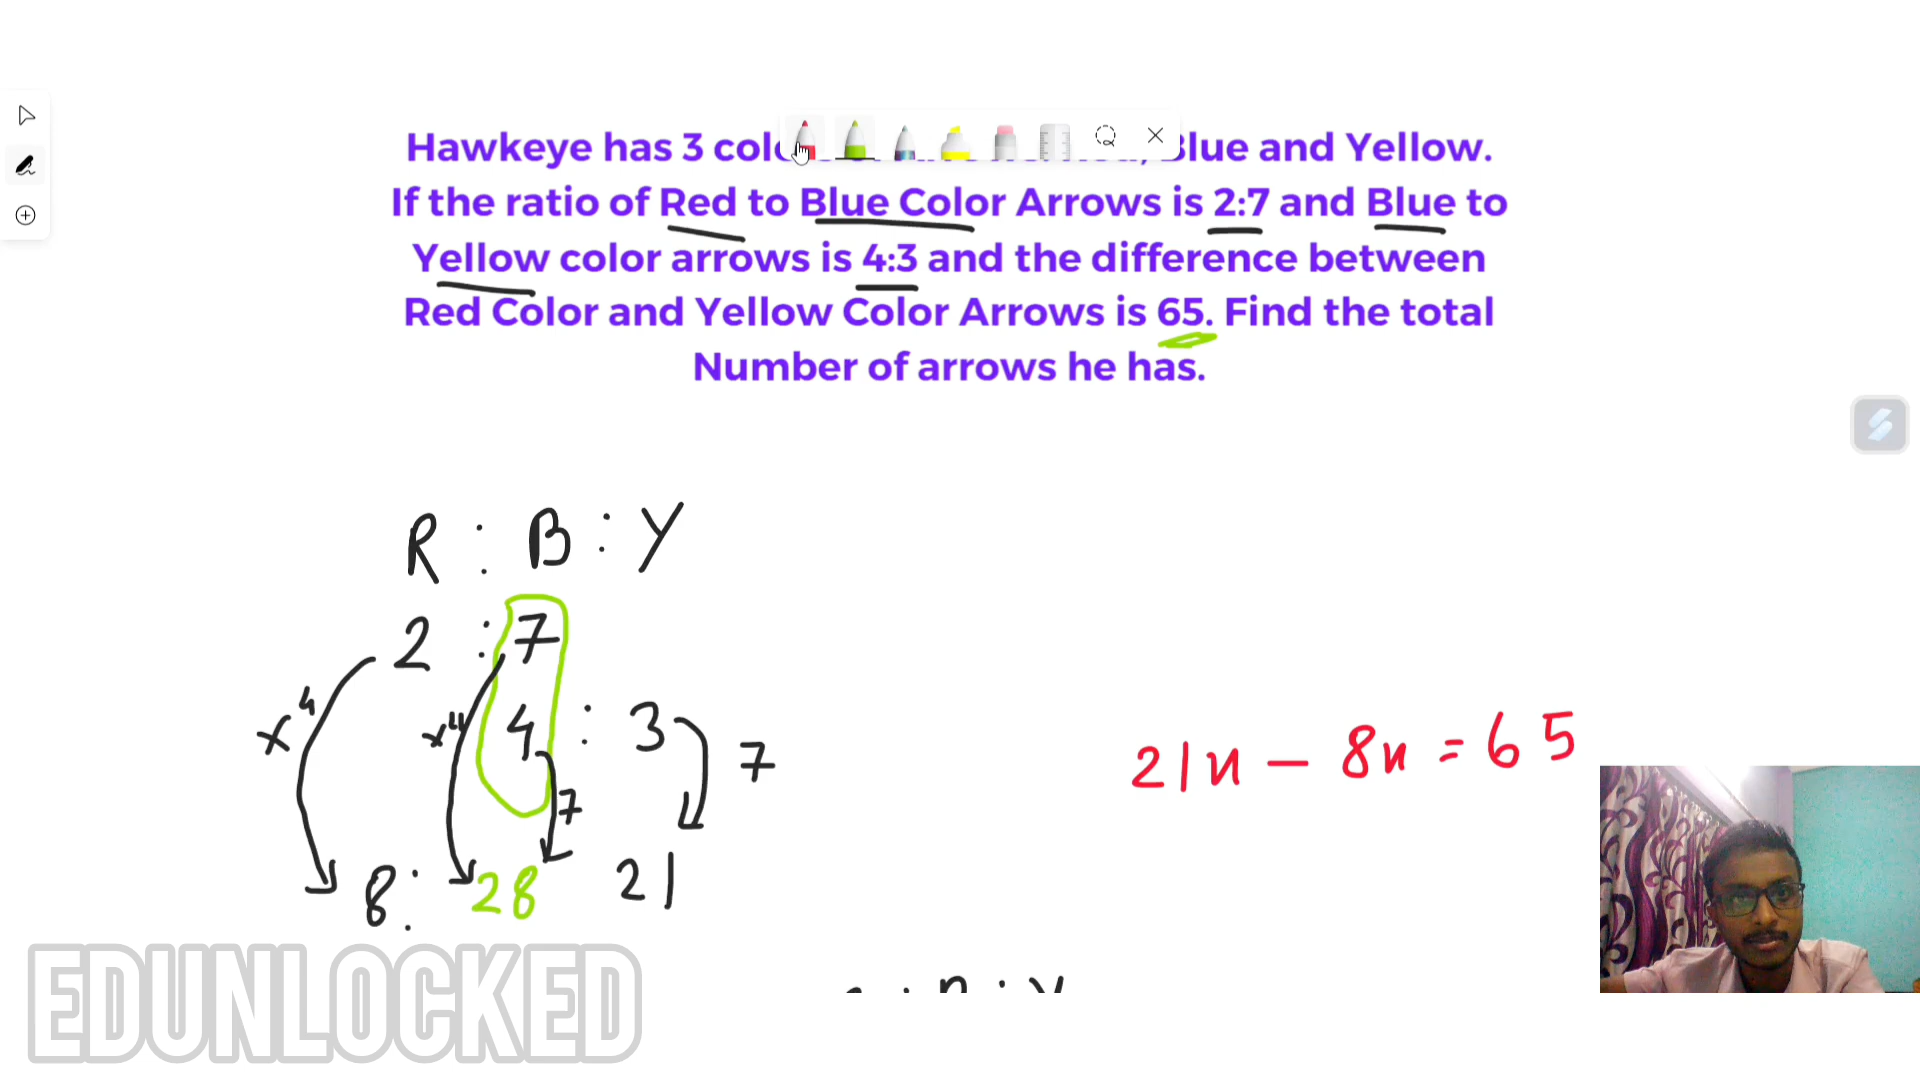 Hawkeye has 3 lue and Yellow.
If the ratio of Red to Blue Color Arrows is 2:7 and Blue to
Yellow color arrows is 4:3 and the difference between
Red Color and Yellow Color Arrows is 65. Find the total
Number of arrows he has.
R : B : Y
2 : 7
x4 x4 4 : 3 7
7
8 : 28 21
21x - 8x = 65
EDUNLOCKED